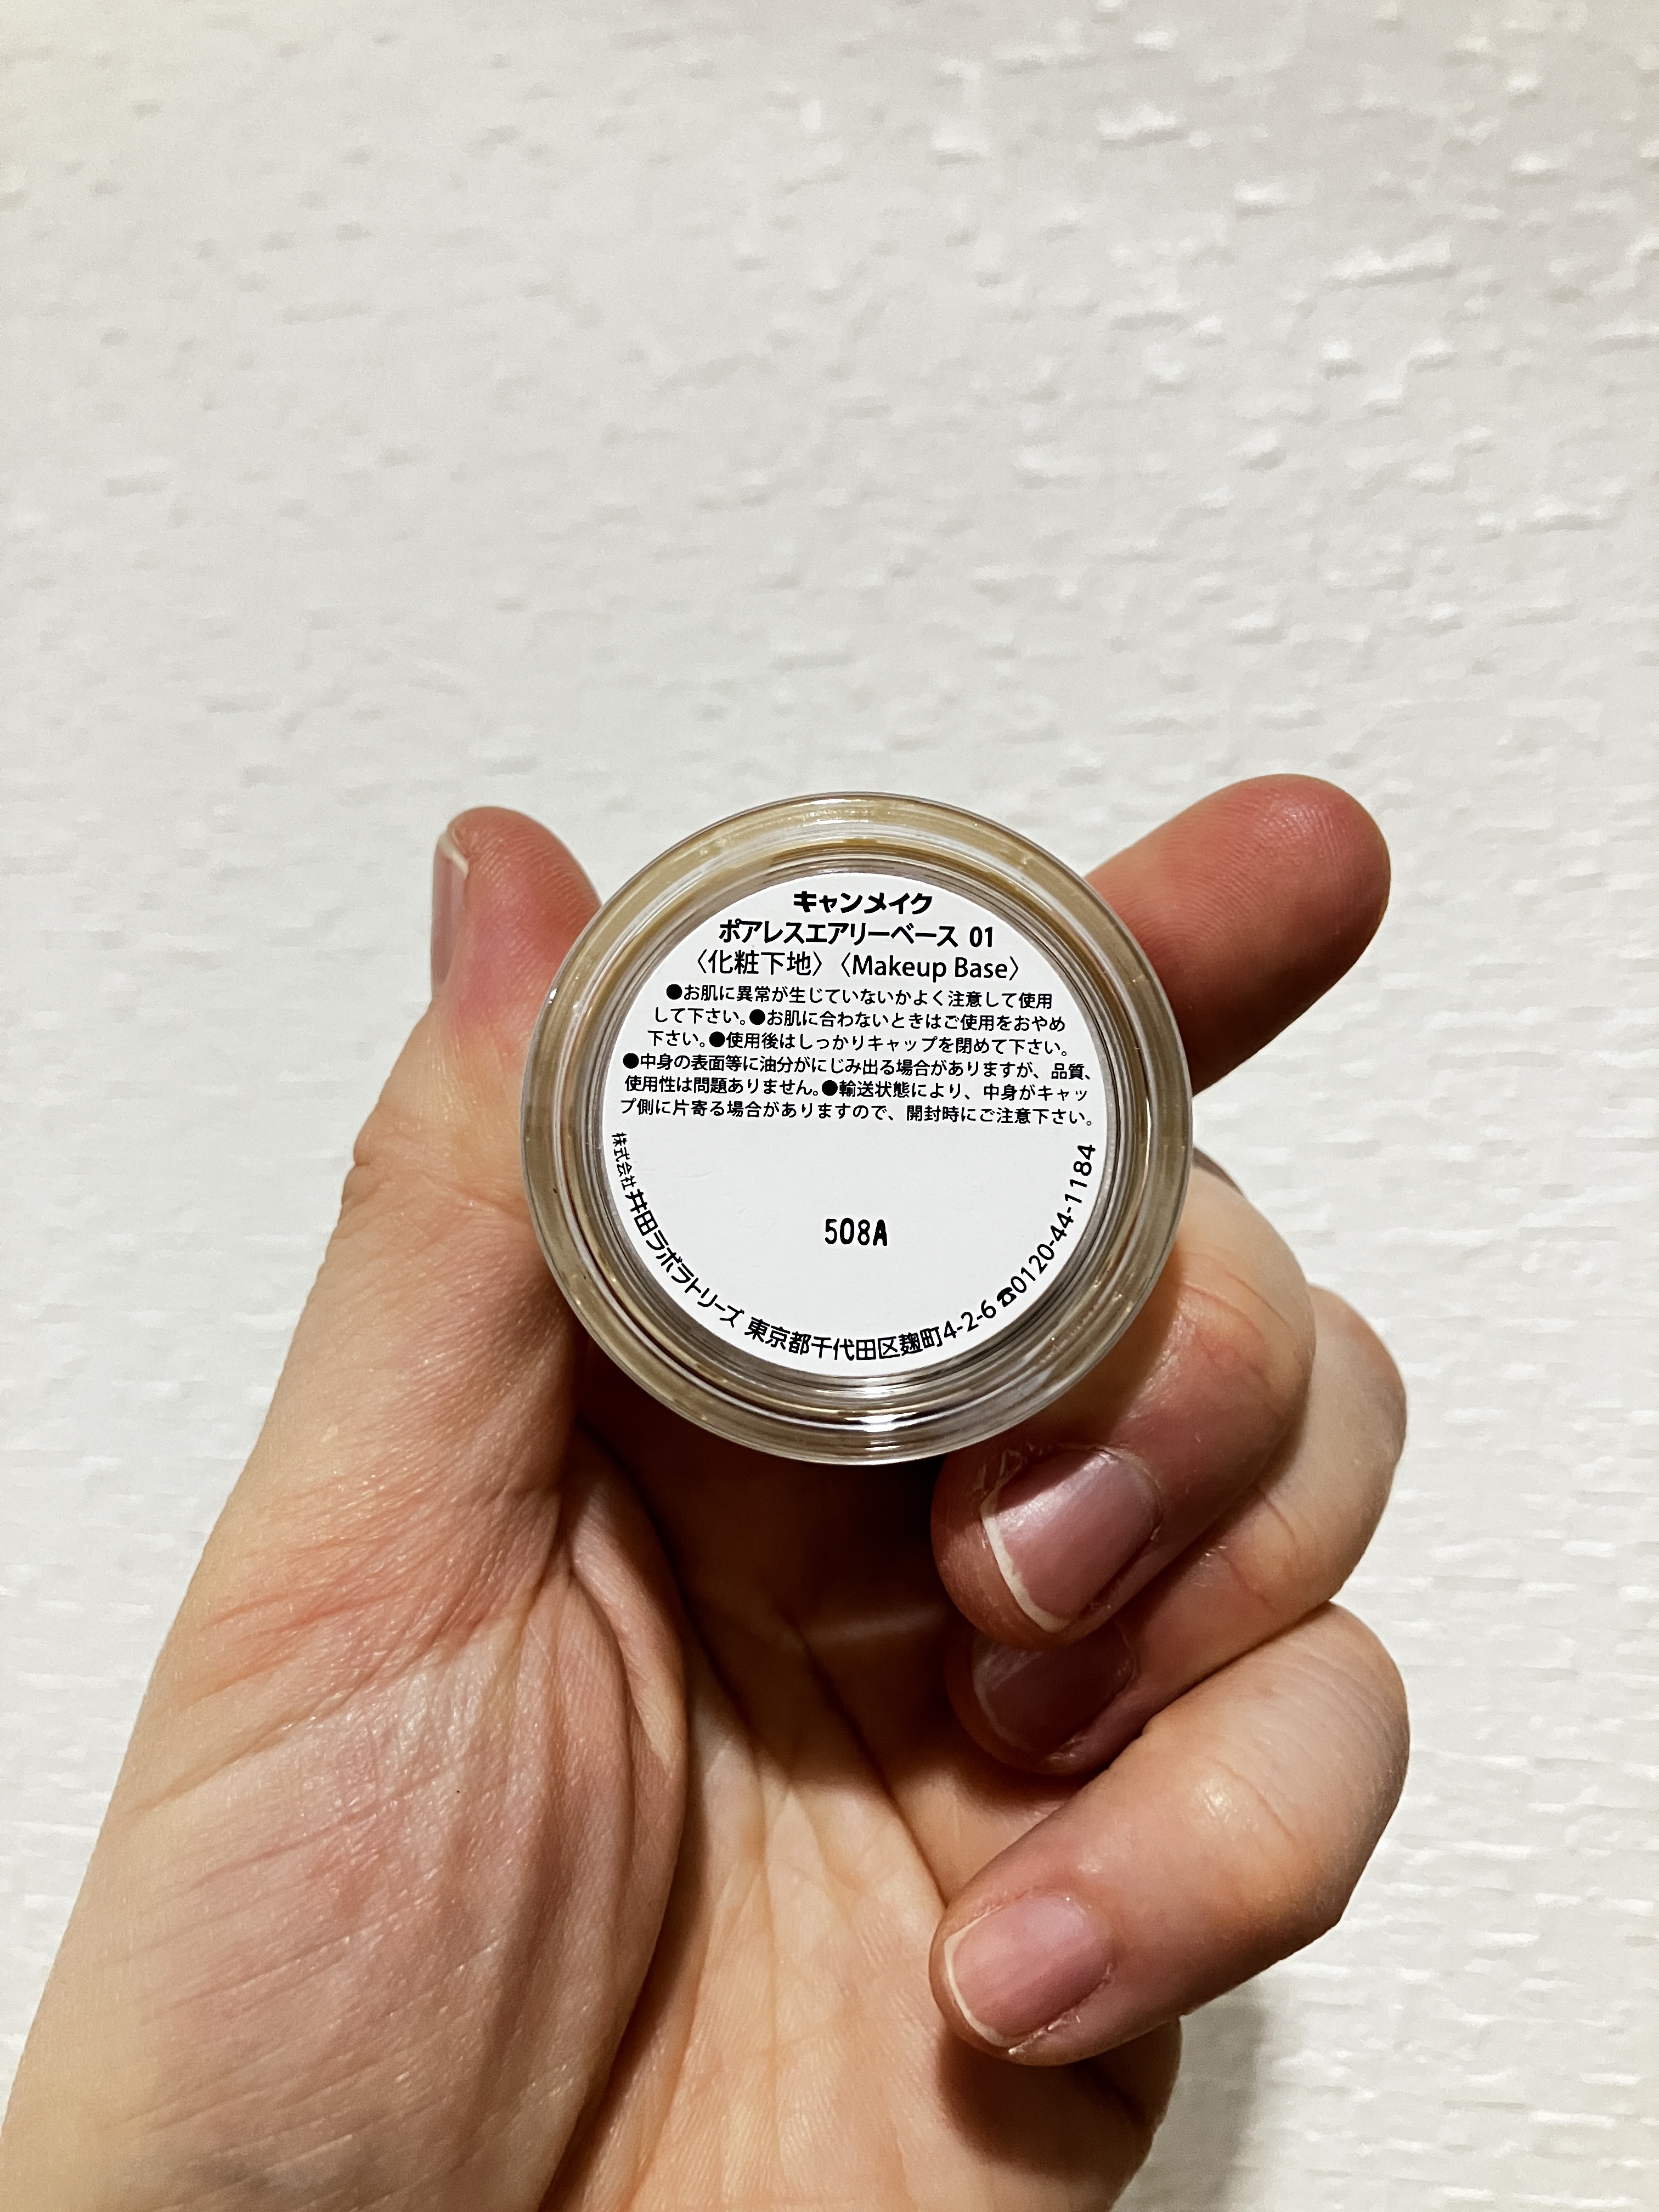 キャンメイク
ポアレスエアリーベース 01
〈化粧下地〉〈Makeup Base〉
●お肌に異常が生じていないかよく注意して使用
して下さい。●お肌に合わないときはご使用をおやめ
下さい。●使用後はしっかりキャップを閉めて下さい。
●中身の表面等に油分がにじみ出る場合がありますが、品質、
使用性は問題ありません。●輸送状態により、中身がキャッ
プ側に片寄る場合がありますので、開封時にご注意下さい。
508A
株式会社 井田ラボラトリーズ 東京都千代田区麹町4-2-6 ☎0120-44-1184